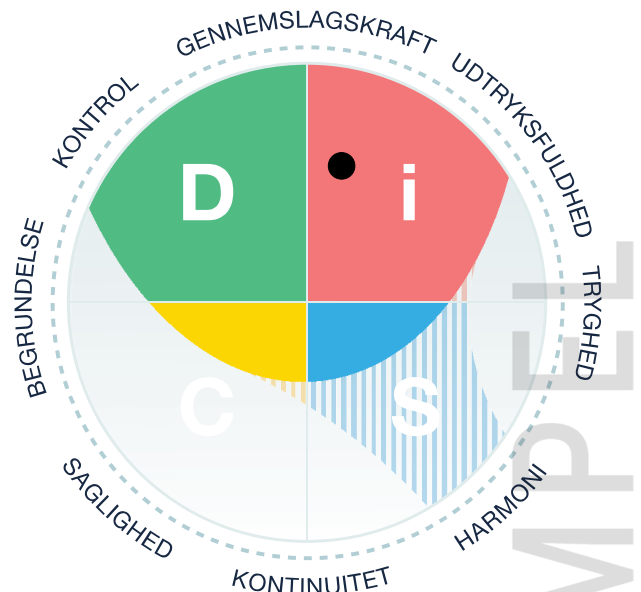 GENNEMSLAGSKRAFT
UDTRYKSFULDHED
TRYGHED
HARMONI
KONTINUITET
SAGLIGHED
BEGRUNDELSE
KONTROL
D
i
C
S
MPEL